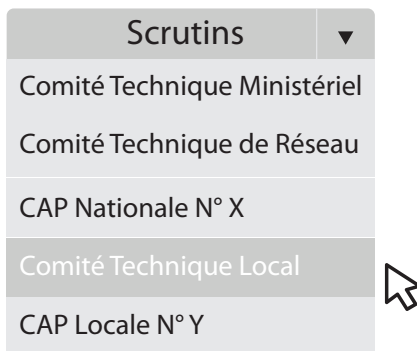 Scrutins ▼
Comité Technique Ministériel
Comité Technique de Réseau
CAP Nationale N° X
Comité Technique Local
CAP Locale N° Y